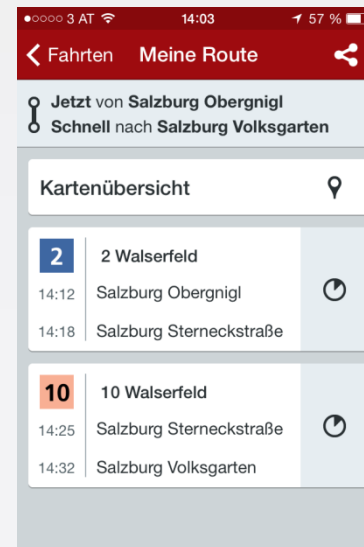 3 AT 14:03 57 %
Fahrten Meine Route
Jetzt von Salzburg Obergnigl
Schnell nach Salzburg Volksgarten
Kartenübersicht
2 2 Walserfeld
14:12 Salzburg Obergnigl
14:18 Salzburg Sterneckstraße
10 10 Walserfeld
14:25 Salzburg Sterneckstraße
14:32 Salzburg Volksgarten